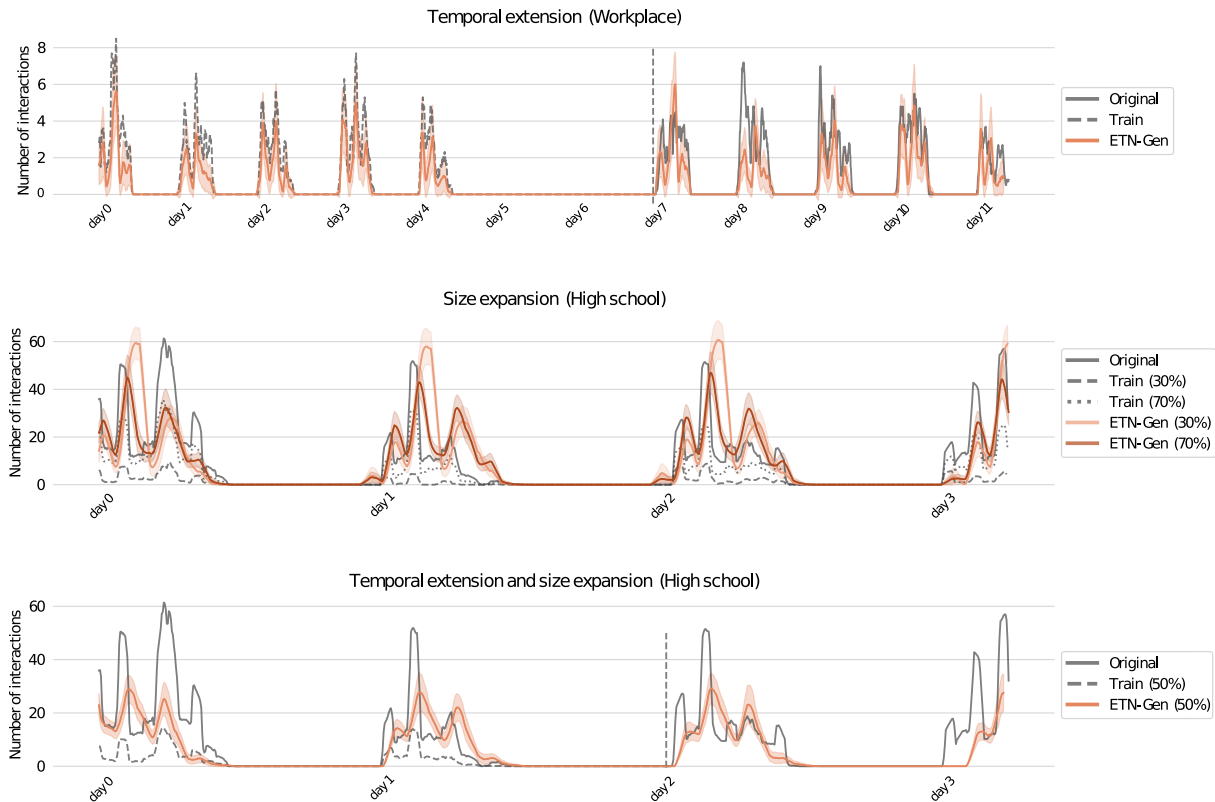 Temporal extension (Workplace)
Number of interactions
8
6
4
2
0
day 0
day 1
day 2
day 3
day 4
day 5
day 6
day 7
day 8
day 9
day 10
day 11
Original
Train
ETN-Gen
Size expansion (High school)
Number of interactions
60
40
20
0
day 0
day 1
day 2
day 3
Original
Train (30%)
Train (70%)
ETN-Gen (30%)
ETN-Gen (70%)
Temporal extension and size expansion (High school)
Number of interactions
60
40
20
0
day 0
day 1
day 2
day 3
Original
Train (50%)
ETN-Gen (50%)